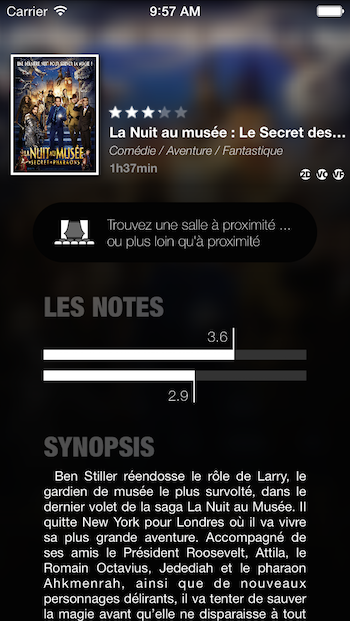 Carrier 9:57 AM
UNE DERNIÈRE NUIT POUR SAUVER LA MAGIE !
LA NUIT AU MUSÉE
LE SECRET DES PHARAONS
La Nuit au musée : Le Secret des...
Comédie / Aventure / Fantastique
1h37min
2D VO VF
Trouvez une salle à proximité ...
ou plus loin qu'à proximité
LES NOTES
3.6
2.9
SYNOPSIS
Ben Stiller réendosse le rôle de Larry, le
gardien de musée le plus survolté, dans le
dernier volet de la saga La Nuit au Musée. Il
quitte New York pour Londres où il va vivre
sa plus grande aventure. Accompagné de
ses amis le Président Roosevelt, Attila, le
Romain Octavius, Jedediah et le pharaon
Ahkmenrah, ainsi que de nouveaux
personnages délirants, il va tenter de sauver
la magie avant qu'elle ne disparaisse à tout